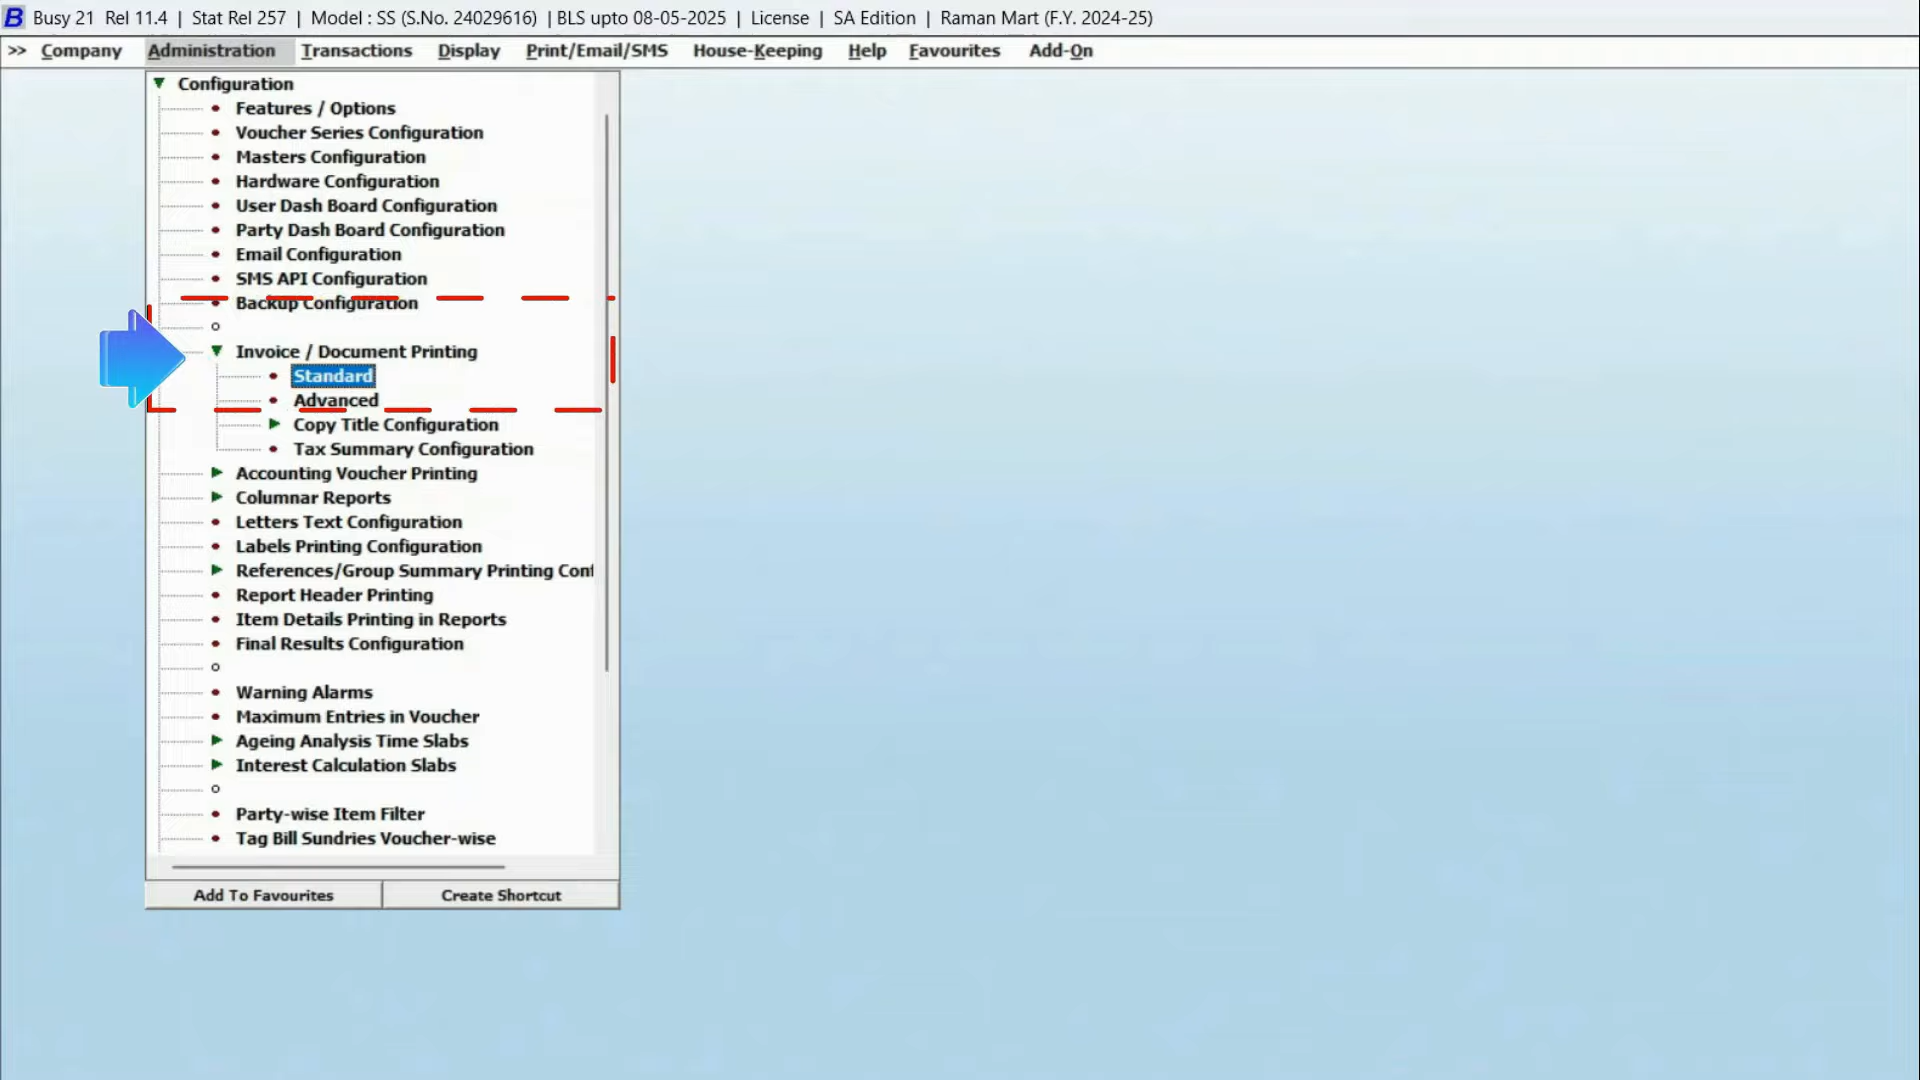 Busy 21 Rel 11.4 | Stat Rel 257 | Model : SS (S.No. 24029616) | BLS upto 08-05-2025 | License | SA Edition | Raman Mart (F.Y. 2024-25)
>> Company Administration Transactions Display Print/Email/SMS House-Keeping Help Favourites Add-On
Configuration
Features / Options
Voucher Series Configuration
Masters Configuration
Hardware Configuration
User Dash Board Configuration
Party Dash Board Configuration
Email Configuration
SMS API Configuration
Backup Configuration
Invoice / Document Printing
Standard
Advanced
Copy Title Configuration
Tax Summary Configuration
Accounting Voucher Printing
Columnar Reports
Letters Text Configuration
Labels Printing Configuration
References/Group Summary Printing Conf
Report Header Printing
Item Details Printing in Reports
Final Results Configuration
Warning Alarms
Maximum Entries in Voucher
Ageing Analysis Time Slabs
Interest Calculation Slabs
Party-wise Item Filter
Tag Bill Sundries Voucher-wise
Add To Favourites Create Shortcut